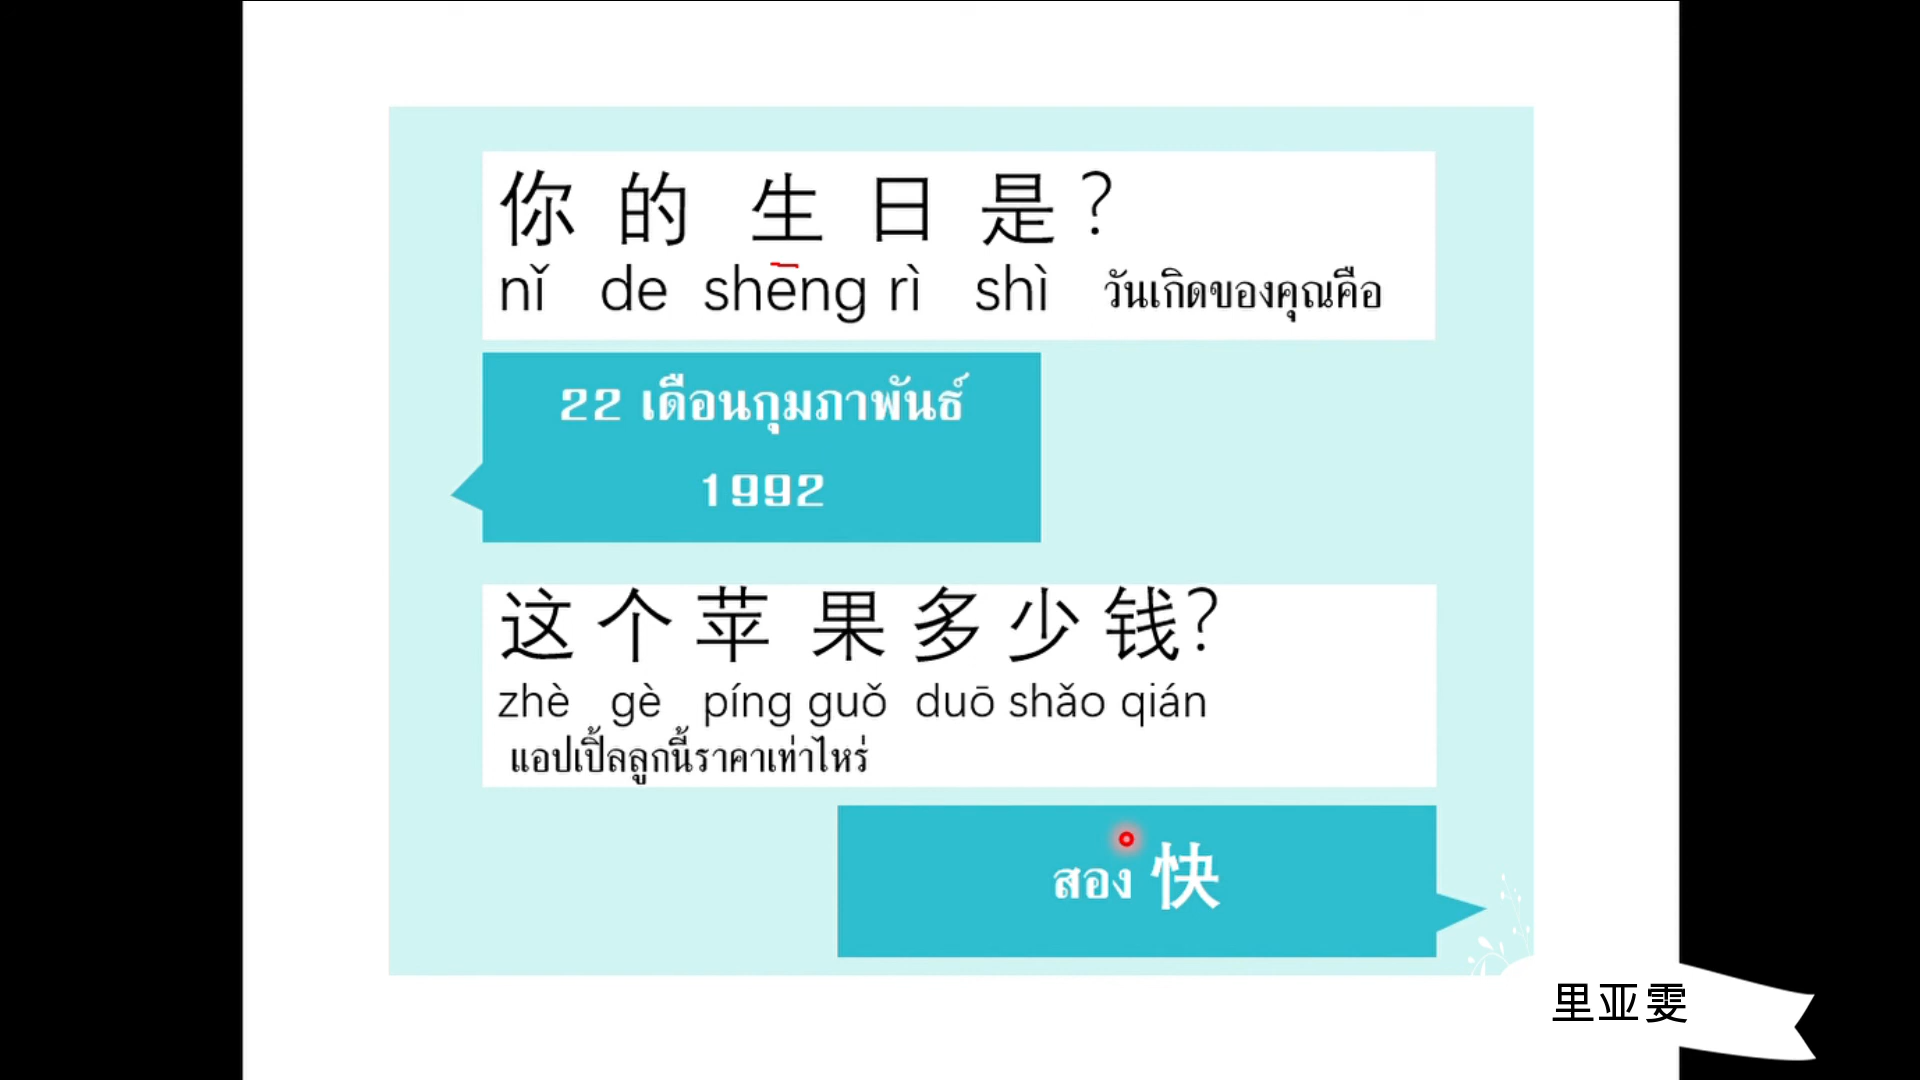 你 的 生 日 是？
nǐ de shēng rì shì วันเกิดของคุณคือ
22 เดือนกุมภาพันธ์
1992
这 个 苹 果 多 少 钱？
zhè gè píng guǒ duō shǎo qián
แอปเปิ้ลลูกนี้ราคาเท่าไหร่
สอง 快
里亚雯